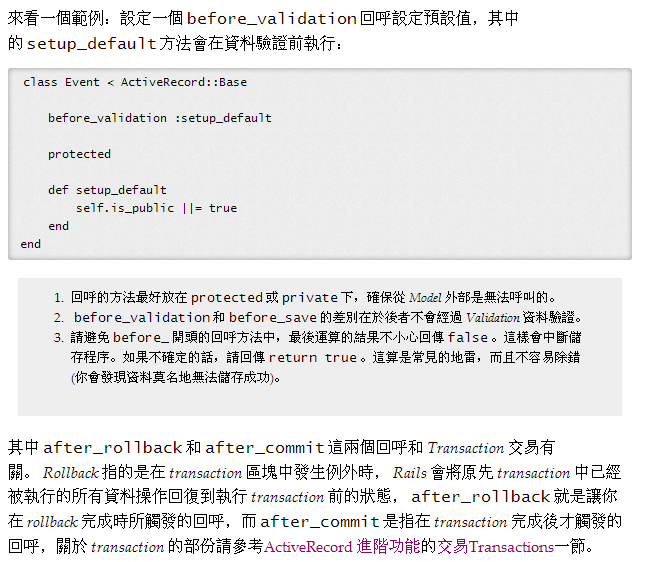 來看一個範例：設定一個 before_validation 回呼設定預設值，其中
的 setup_default 方法會在資料驗證前執行：
class Event < ActiveRecord::Base
before_validation :setup_default
protected
def setup_default
self.is_public ||= true
end
end
1. 回呼的方法最好放在 protected 或 private 下，確保從 Model 外部是無法呼叫的。
2. before_validation 和 before_save 的差別在於後者不會經過 Validation 資料驗證。
3. 請避免 before_ 開頭的回呼方法中，最後運算的結果不小心回傳 false。這樣會中斷儲
存程序。如果不確定的話，請回傳 return true。這算是常見的地雷，而且不容易除錯
(你會發現資料莫名地無法儲存成功)。
其中 after_rollback 和 after_commit 這兩個回呼和 Transaction 交易有
關。Rollback 指的是在 transaction 區塊中發生例外時，Rails 會將原先 transaction 中已經
被執行的所有資料操作回復到執行 transaction 前的狀態，after_rollback 就是讓你
在 rollback 完成時所觸發的回呼，而 after_commit 是指在 transaction 完成後才觸發的
回呼，關於 transaction 的部份請參考ActiveRecord 進階功能的交易Transactions一節。